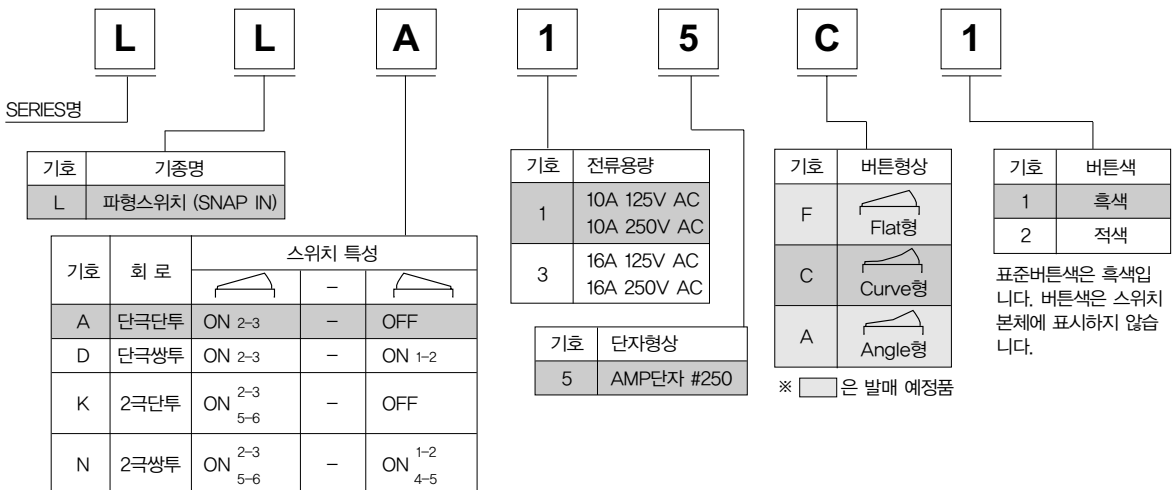 L L A 1 5 C 1
SERIES명
기호 기종명
L 파형스위치 (SNAP IN)
기호 회 로 스위치 특성
–
A 단극단투 ON 2–3 – OFF
D 단극쌍투 ON 2–3 – ON 1–2
K 2극단투 ON 2–3 5–6 – OFF
N 2극쌍투 ON 2–3 5–6 – ON 1–2 4–5
기호 전류용량
1 10A 125V AC
10A 250V AC
3 16A 125V AC
16A 250V AC
기호 단자형상
5 AMP단자 #250
기호 버튼형상
F Flat형
C Curve형
A Angle형
※ 은 발매 예정품
기호 버튼색
1 흑색
2 적색
표준버튼색은 흑색입
니다. 버튼색은 스위치
본체에 표시하지 않습
니다.